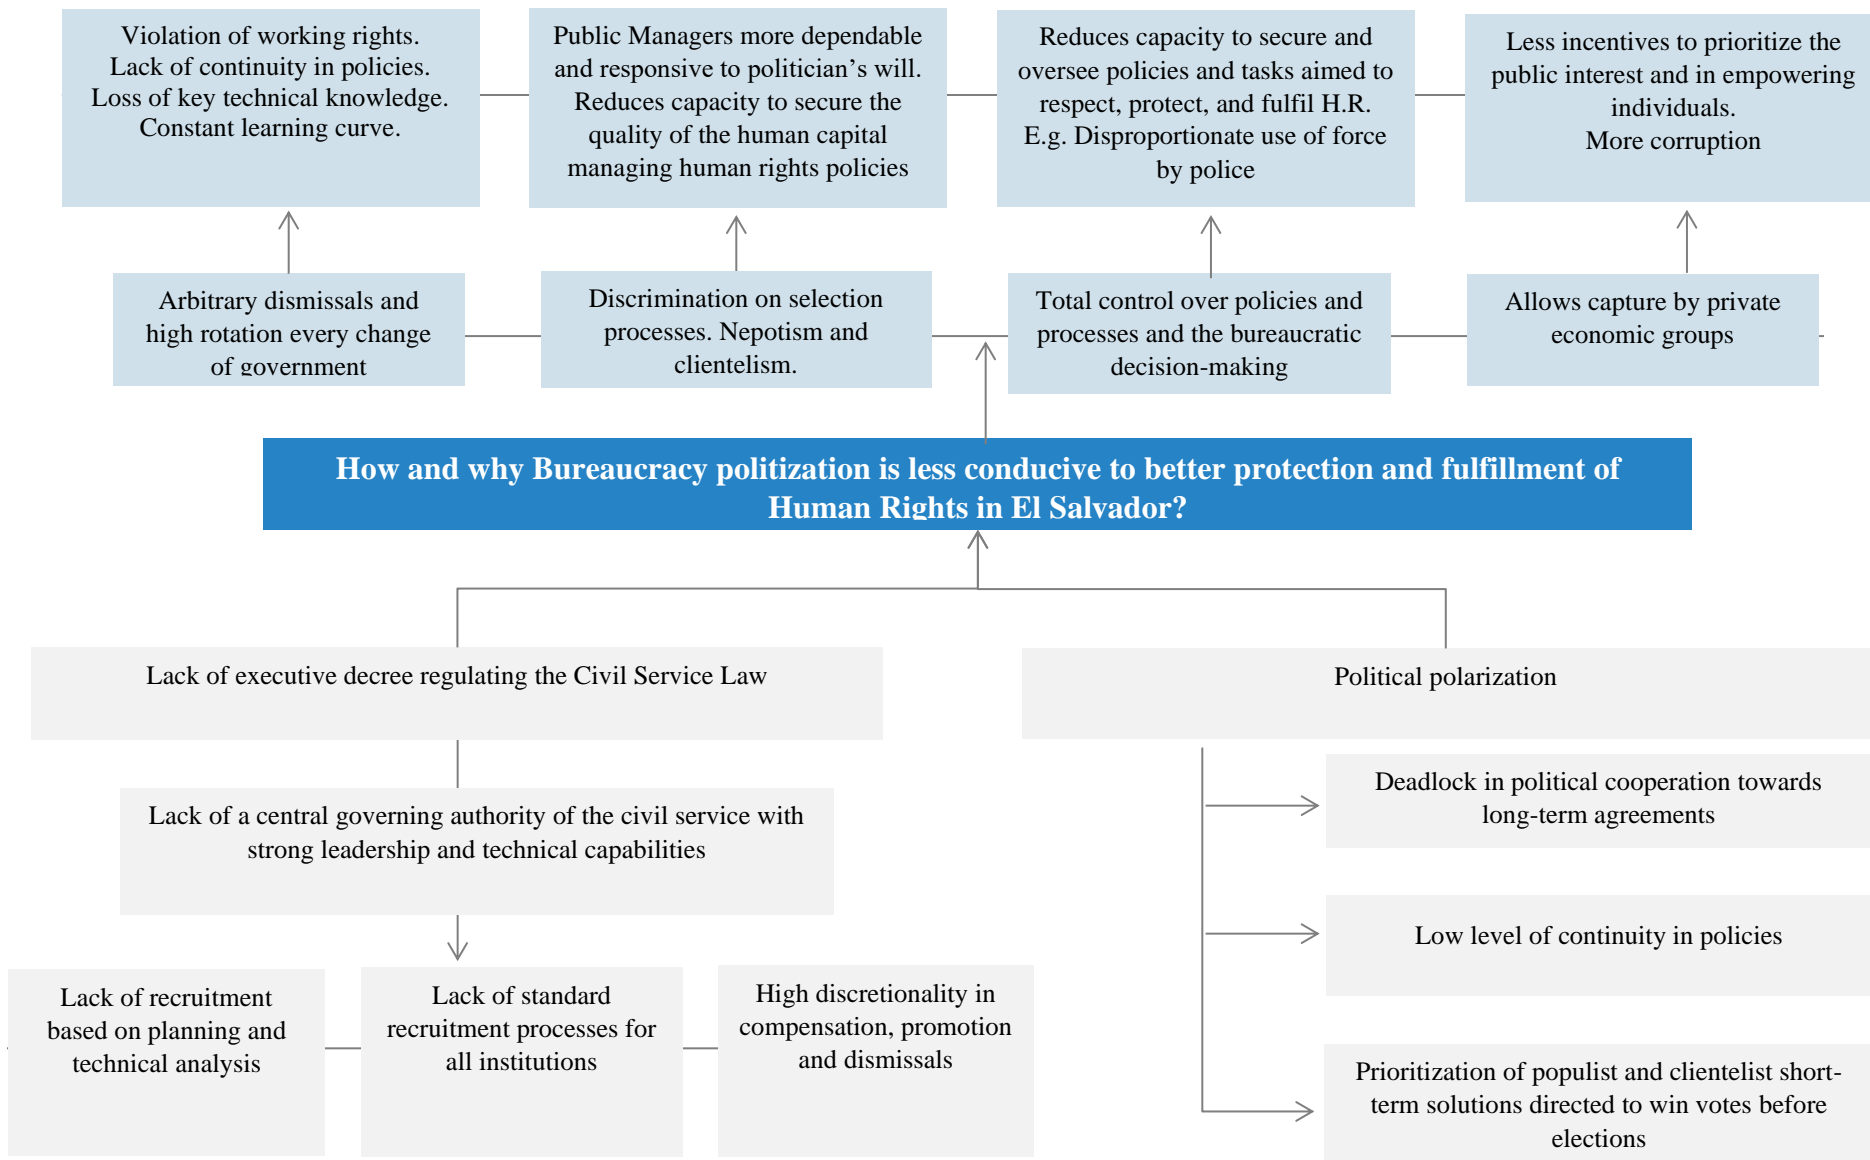 Violation of working rights.
Lack of continuity in policies.
Loss of key technical knowledge.
Constant learning curve.
Public Managers more dependable
and responsive to politician’s will.
Reduces capacity to secure the
quality of the human capital
managing human rights policies
Reduces capacity to secure and
oversee policies and tasks aimed to
respect, protect, and fulfil H.R.
E.g. Disproportionate use of force
by police
Less incentives to prioritize the
public interest and in empowering
individuals.
More corruption
Arbitrary dismissals and
high rotation every change
of government
Discrimination on selection
processes. Nepotism and
clientelism.
Total control over policies and
processes and the bureaucratic
decision-making
Allows capture by private
economic groups
How and why Bureaucracy politization is less conducive to better protection and fulfillment of
Human Rights in El Salvador?
Lack of executive decree regulating the Civil Service Law
Political polarization
Lack of a central governing authority of the civil service with
strong leadership and technical capabilities
Deadlock in political cooperation towards
long-term agreements
Low level of continuity in policies
Lack of recruitment
based on planning and
technical analysis
Lack of standard
recruitment processes for
all institutions
High discretionality in
compensation, promotion
and dismissals
Prioritization of populist and clientelist short-
term solutions directed to win votes before
elections